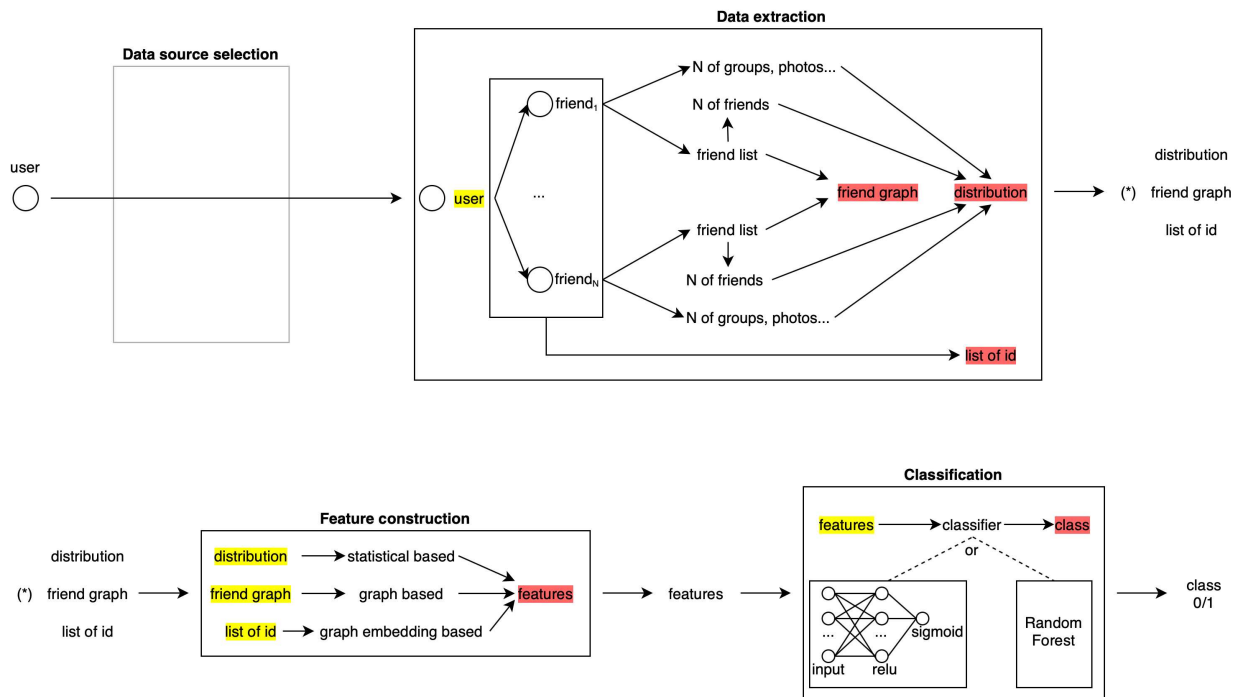 Data extraction
Data source selection
user
user
friend₁
...
friendN
N of groups, photos...
N of friends
friend list
friend graph
distribution
friend list
N of friends
N of groups, photos...
list of id
distribution
(*) friend graph
list of id
Feature construction
distribution
(*) friend graph
list of id
distribution statistical based
friend graph graph based features
list of id graph embedding based
features
Classification
features classifier class
or
... ... sigmoid
input relu
Random
Forest
class
0/1